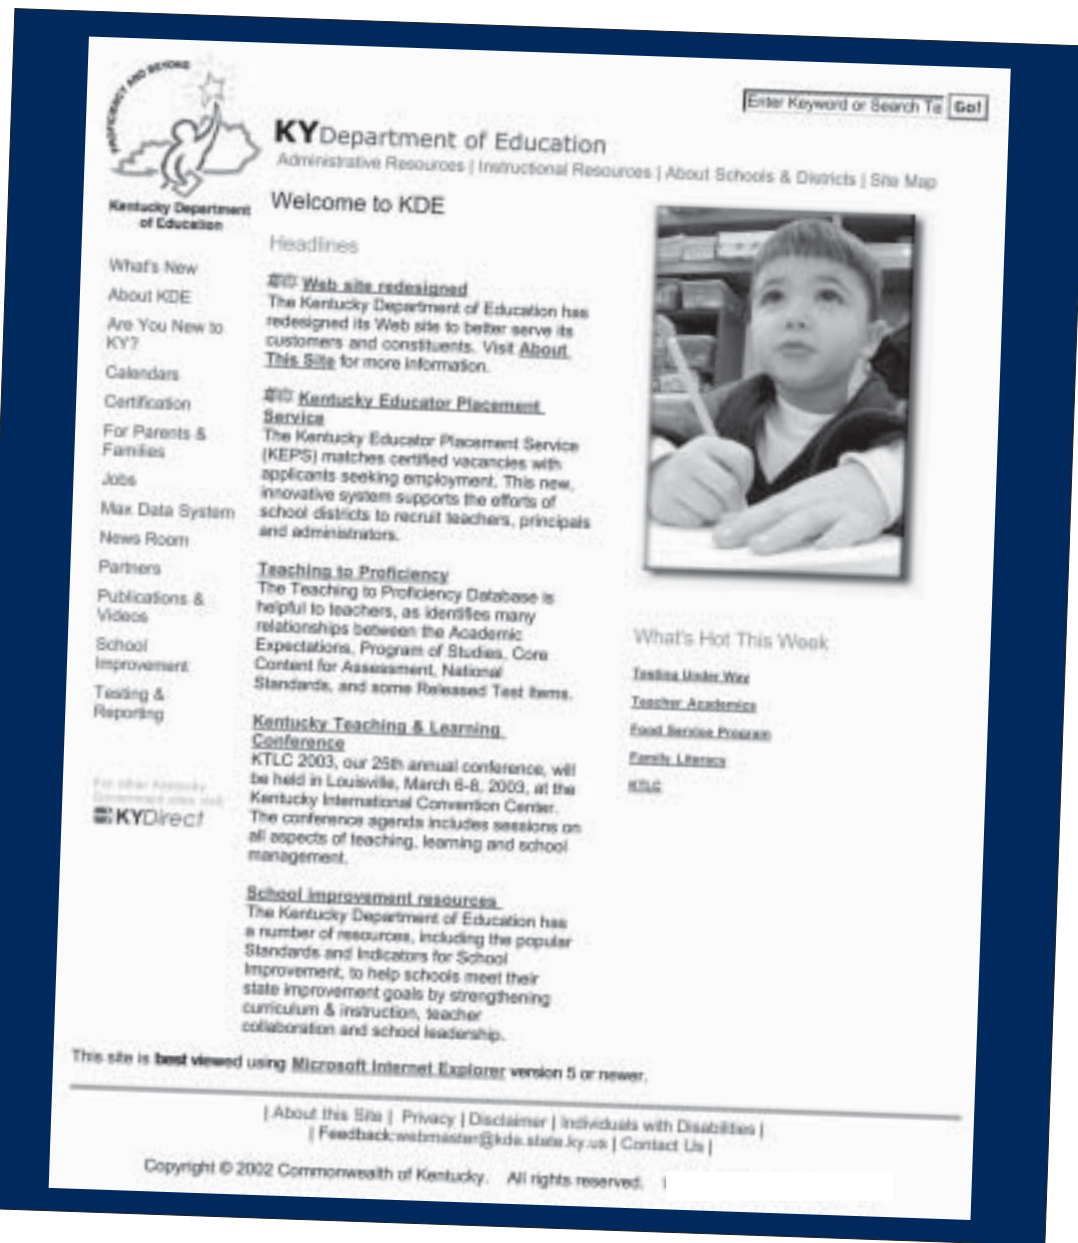 PROFICIENCY AND BEYOND
Kentucky Department
of Education
Enter Keyword or Search Te Go!
KY Department of Education
Administrative Resources | Instructional Resources | About Schools & Districts | Site Map
Welcome to KDE
Headlines
What's New
About KDE
Are You New to
KY?
Calendars
Certification
For Parents &
Families
Jobs
Max Data System
News Room
Partners
Publications &
Videos
School
Improvement
Testing &
Reporting
For other Kentucky
Government sites visit
KYDirect
Web site redesigned
The Kentucky Department of Education has
redesigned its Web site to better serve its
customers and constituents. Visit About
This Site for more information.
Kentucky Educator Placement
Service
The Kentucky Educator Placement Service
(KEPS) matches certified vacancies with
applicants seeking employment. This new,
innovative system supports the efforts of
school districts to recruit teachers, principals
and administrators.
Teaching to Proficiency
The Teaching to Proficiency Database is
helpful to teachers, as identifies many
relationships between the Academic
Expectations, Program of Studies, Core
Content for Assessment, National
Standards, and some Released Test Items.
Kentucky Teaching & Learning
Conference
KTLC 2003, our 25th annual conference, will
be held in Louisville, March 6-8, 2003, at the
Kentucky International Convention Center.
The conference agenda includes sessions on
all aspects of teaching, learning and school
management.
School improvement resources
The Kentucky Department of Education has
a number of resources, including the popular
Standards and Indicators for School
Improvement, to help schools meet their
state improvement goals by strengthening
curriculum & instruction, teacher
collaboration and school leadership.
What's Hot This Week
Testing Under Way
Teacher Academies
Food Service Program
Family Literacy
KTLC
This site is best viewed using Microsoft Internet Explorer version 5 or newer.
| About this Site | Privacy | Disclaimer | Individuals with Disabilities |
| Feedback:webmaster@kde.state.ky.us | Contact Us |
Copyright © 2002 Commonwealth of Kentucky. All rights reserved.